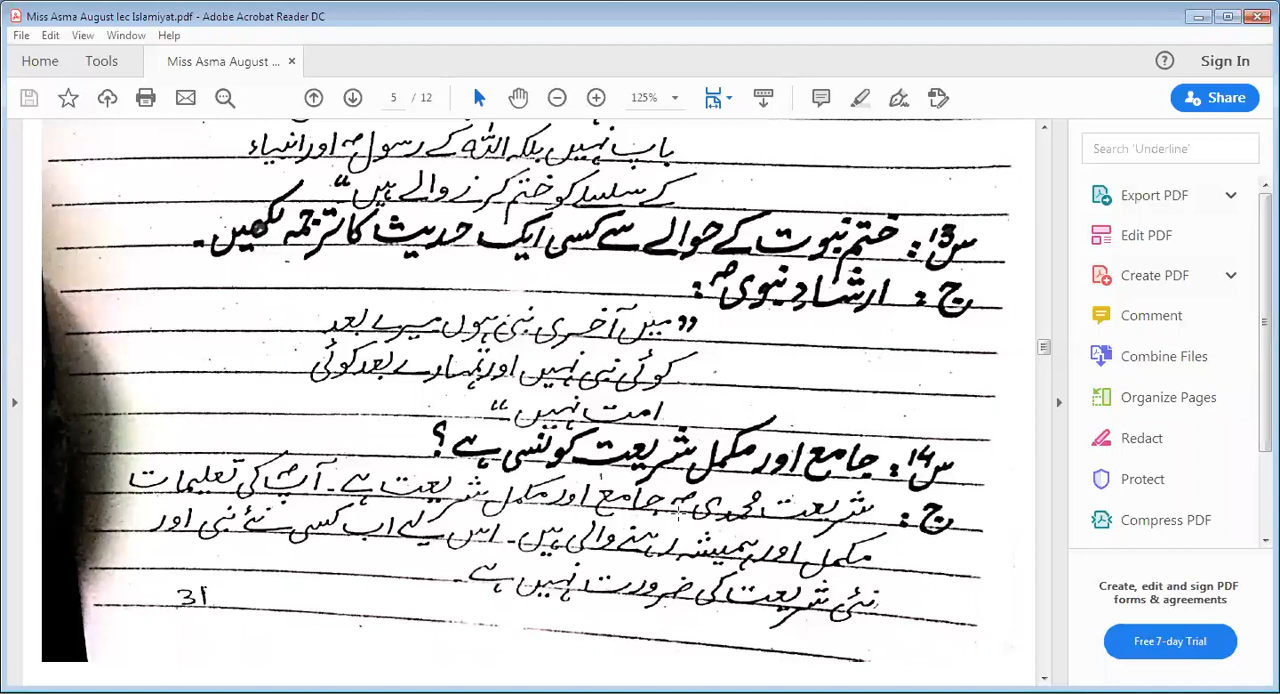 Miss Asma August lec Islamiyat.pdf - Adobe Acrobat Reader DC
File Edit View Window Help
Home Tools Miss Asma August ... × ? Sign In
5 / 12 125% Share
باپ نہیں بلکہ اللہ کے رسولؐ اور انبیاء
کے سلسلہ کو ختم کرنے والے ہیں“
س13: ختم نبوت کے حوالے سے کسی ایک حدیث کا ترجمہ لکھیں۔
ج: ارشاد نبویؐ:
”میں آخری نبی ہوں میرے بعد
کوئی نبی نہیں اور تمہارے بعد کوئی
امت نہیں“
س14: جامع اور مکمل شریعت کونسی ہے؟
ج: شریعت محمدیؐ جامع اور مکمل شریعت ہے۔ آپؐ کی تعلیمات
مکمل اور ہمیشہ رہنے والی ہیں۔ اس لیے اب کسی نئے نبی اور
نئی شریعت کی ضرورت نہیں ہے۔
31
Search 'Underline'
Export PDF
Edit PDF
Create PDF
Comment
Combine Files
Organize Pages
Redact
Protect
Compress PDF
Create, edit and sign PDF
forms & agreements
Free 7-day Trial